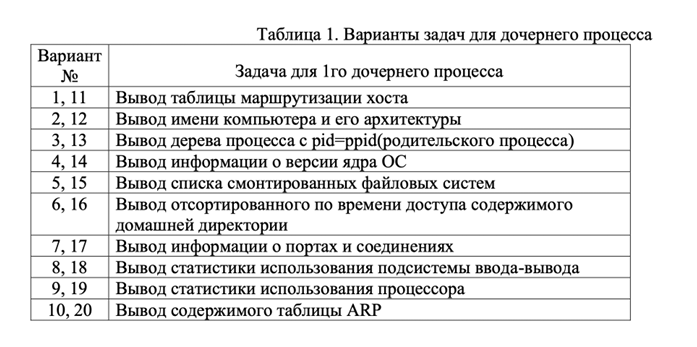 Таблица 1. Варианты задач для дочернего процесса
Вариант
№
Задача для 1го дочернего процесса
1, 11 Вывод таблицы маршрутизации хоста
2, 12 Вывод имени компьютера и его архитектуры
3, 13 Вывод дерева процесса с pid=ppid(родительского процесса)
4, 14 Вывод информации о версии ядра ОС
5, 15 Вывод списка смонтированных файловых систем
6, 16 Вывод отсортированного по времени доступа содержимого
домашней директории
7, 17 Вывод информации о портах и соединениях
8, 18 Вывод статистики использования подсистемы ввода-вывода
9, 19 Вывод статистики использования процессора
10, 20 Вывод содержимого таблицы ARP